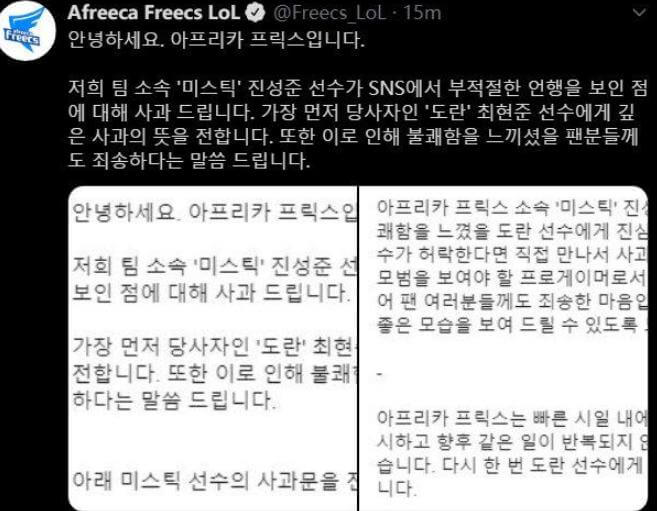 Afreeca Freecs LoL @Freecs_LoL · 15m
안녕하세요. 아프리카 프릭스입니다.
저희 팀 소속 '미스틱' 진성준 선수가 SNS에서 부적절한 언행을 보인 점
에 대해 사과 드립니다. 가장 먼저 당사자인 '도란' 최현준 선수에게 깊
은 사과의 뜻을 전합니다. 또한 이로 인해 불쾌함을 느끼셨을 팬분들께
도 죄송하다는 말씀 드립니다.
안녕하세요. 아프리카 프릭스입
저희 팀 소속 '미스틱' 진성준 선
보인 점에 대해 사과 드립니다.
가장 먼저 당사자인 '도란' 최현
전합니다. 또한 이로 인해 불쾌
하다는 말씀 드립니다.
아래 미스틱 선수의 사과문을 전
아프리카 프릭스 소속 '미스틱' 진성
쾌함을 느꼈을 도란 선수에게 진심
수가 허락한다면 직접 만나서 사과
모범을 보여야 할 프로게이머로서
어 팬 여러분들께도 죄송한 마음입
좋은 모습을 보여 드릴 수 있도록
-
아프리카 프릭스는 빠른 시일 내에
시하고 향후 같은 일이 반복되지 않
습니다. 다시 한 번 도란 선수에게
니다.